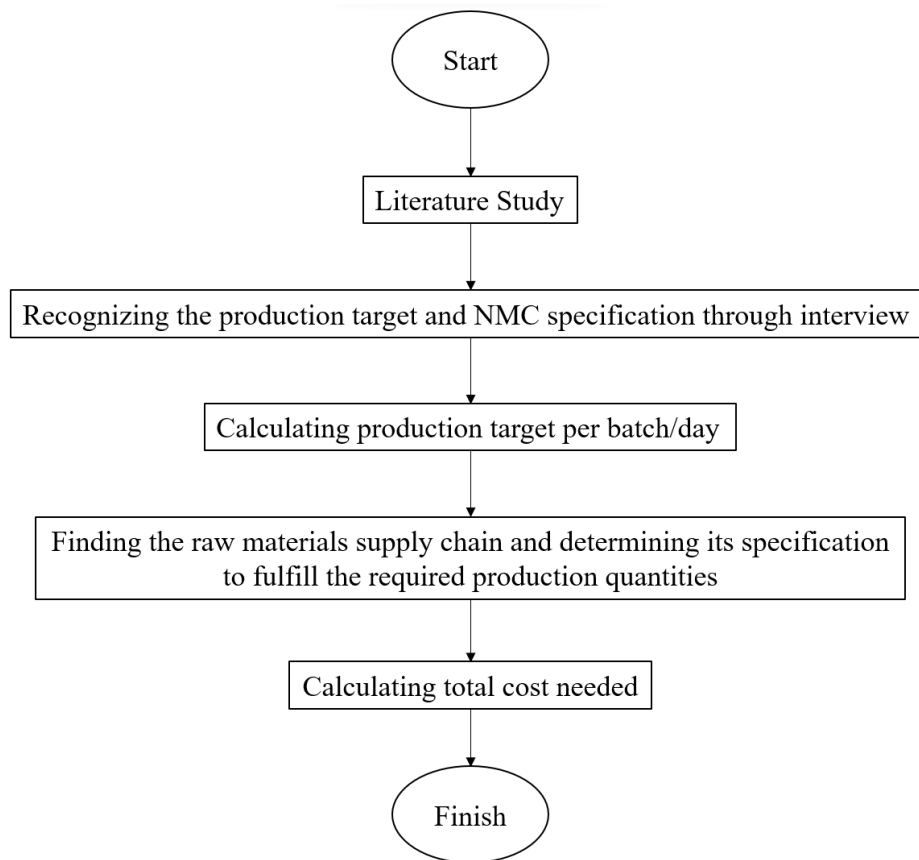 Start
Literature Study
Recognizing the production target and NMC specification through interview
Calculating production target per batch/day
Finding the raw materials supply chain and determining its specification
to fulfill the required production quantities
Calculating total cost needed
Finish